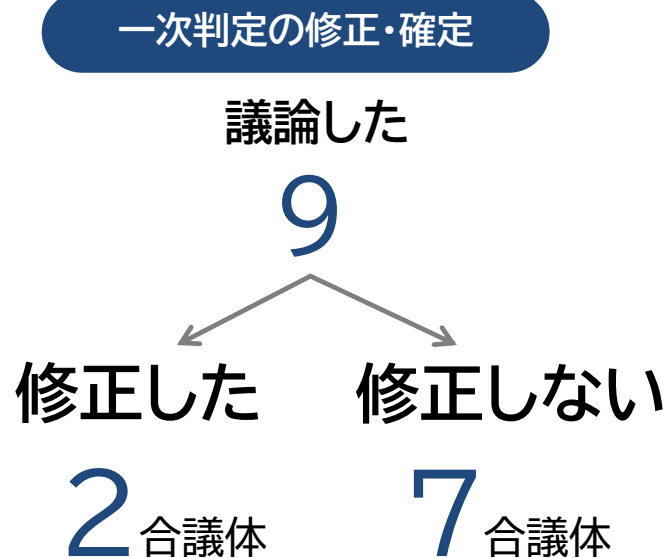 一次判定の修正・確定
議論した
9
修正した 修正しない
2合議体 7合議体